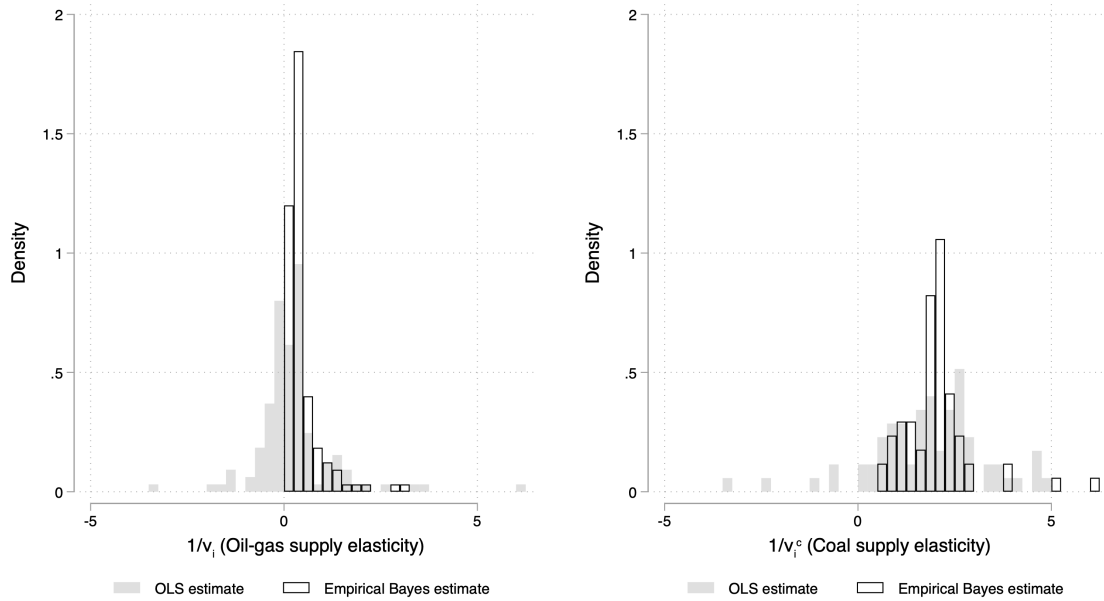 2
1.5
1
.5
0
Density
-5
0
5
1/vᵢ (Oil-gas supply elasticity)
OLS estimate
Empirical Bayes estimate
2
1.5
1
.5
0
Density
-5
0
5
1/vᵢᶜ (Coal supply elasticity)
OLS estimate
Empirical Bayes estimate